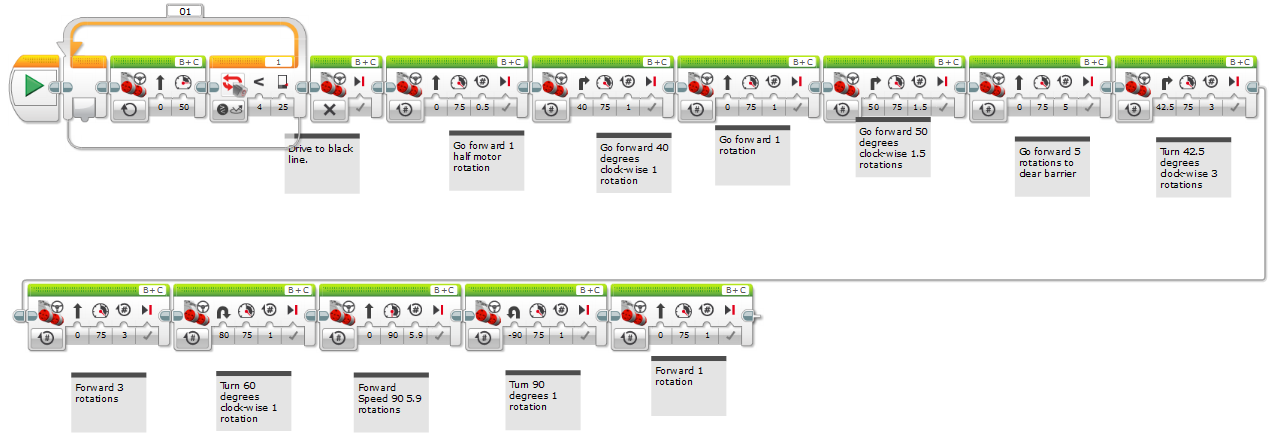 01
B+C
1
B+C
B+C
B+C
B+C
B+C
B+C
B+C
0 50
< 4 25
0 75 0.5
40 75 1
0 75 1
50 75 1.5
0 75 5
42.5 75 3
Drive to black
line.
Go forward 1
half motor
rotation
Go forward 40
degrees
clock-wise 1
rotation
Go forward 1
rotation
Go forward 50
degrees
clock-wise 1.5
rotations
Go forward 5
rotations to
clear barrier
Turn 42.5
degrees
clock-wise 3
rotations
B+C
B+C
B+C
B+C
B+C
0 75 3
80 75 1
0 90 5.9
-90 75 1
0 75 1
Forward 3
rotations
Turn 60
degrees
clock-wise 1
rotation
Forward
Speed 90 5.9
rotations
Turn 90
degrees 1
rotation
Forward 1
rotation